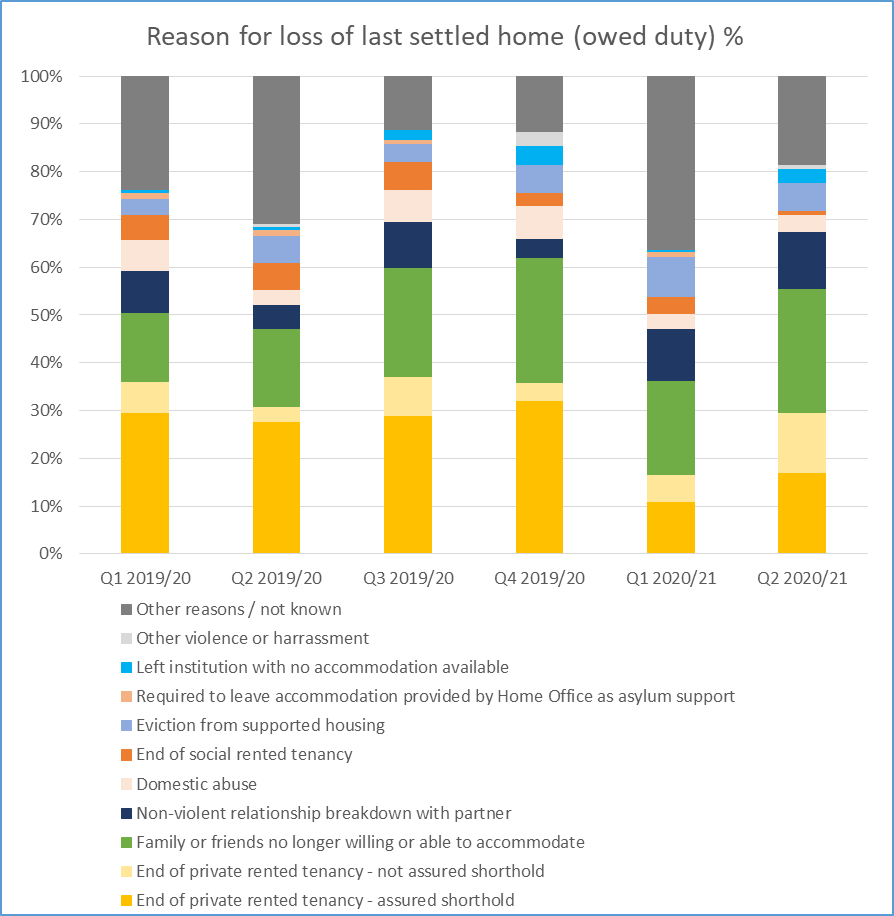 Reason for loss of last settled home (owed duty) %
100%
90%
80%
70%
60%
50%
40%
30%
20%
10%
0%
Q1 2019/20 Q2 2019/20 Q3 2019/20 Q4 2019/20 Q1 2020/21 Q2 2020/21
Other reasons / not known
Other violence or harrassment
Left institution with no accommodation available
Required to leave accommodation provided by Home Office as asylum support
Eviction from supported housing
End of social rented tenancy
Domestic abuse
Non-violent relationship breakdown with partner
Family or friends no longer willing or able to accommodate
End of private rented tenancy - not assured shorthold
End of private rented tenancy - assured shorthold